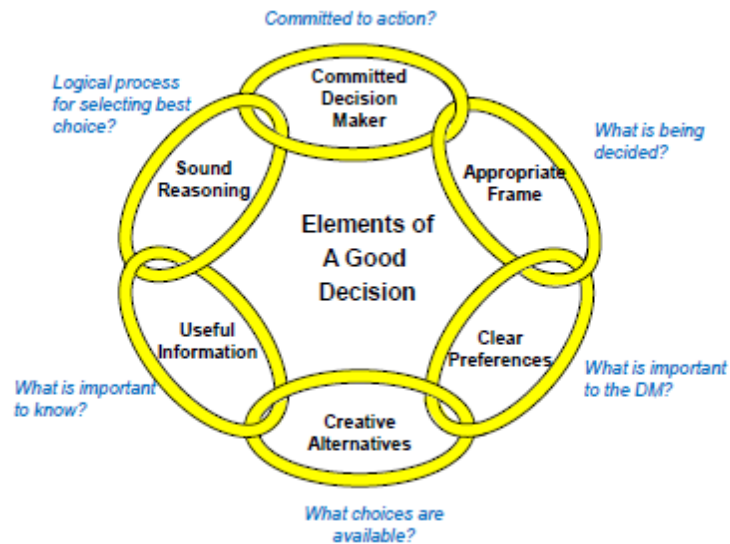 Committed to action?
Committed
Decision
Maker
Logical process
for selecting best
choice?
What is being
decided?
Sound
Reasoning
Appropriate
Frame
Elements of
A Good
Decision
Useful
Information
Clear
Preferences
What is important
to know?
What is important
to the DM?
Creative
Alternatives
What choices are
available?